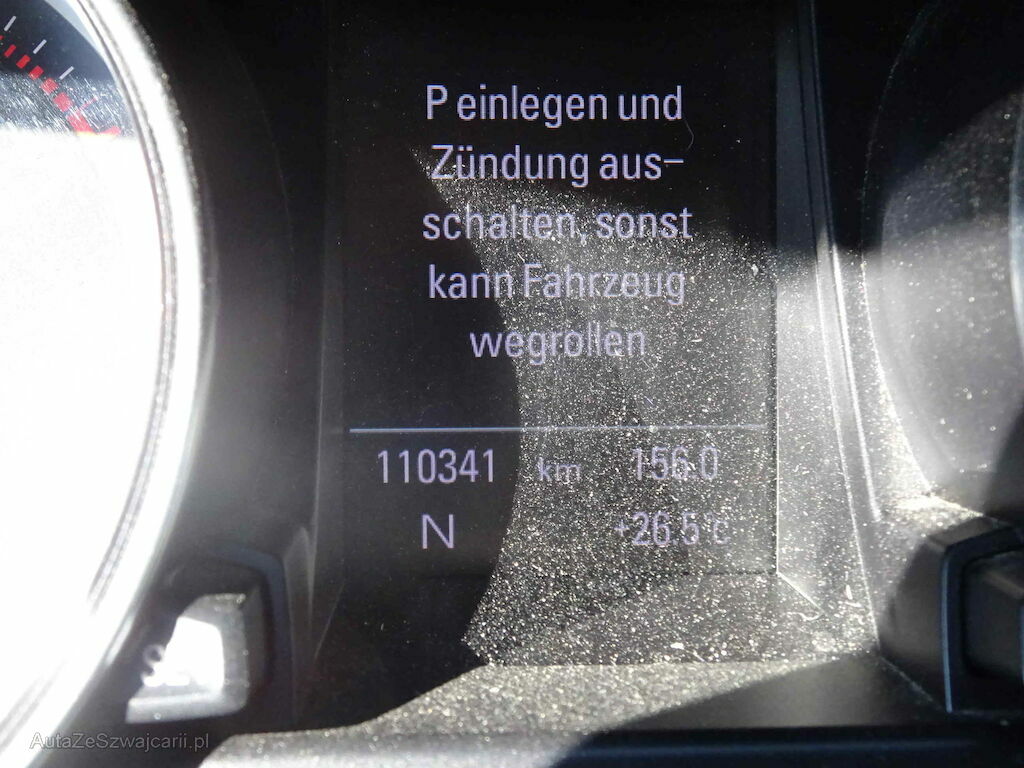 P einlegen und
Zündung aus-
schalten, sonst
kann Fahrzeug
wegrollen
110341 km 156.0
N +26.5°C
AutaZeSzwajcarii.pl